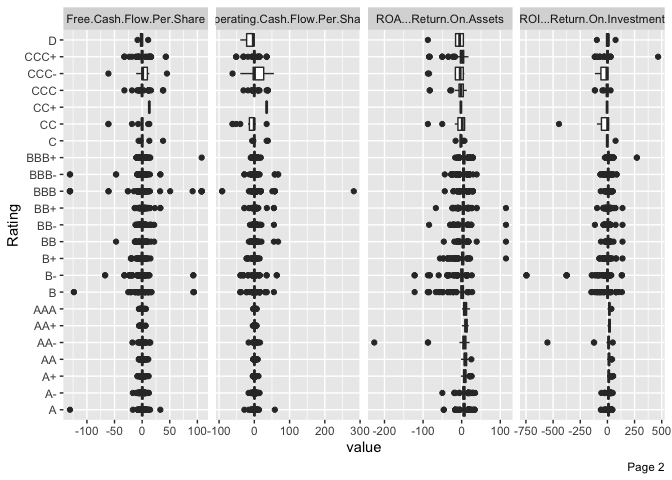 Free.Cash.Flow.Per.Share
perating.Cash.Flow.Per.Sha
ROA...Return.On.Assets
ROI...Return.On.Investment
D
CCC+
CCC-
CCC
CC+
CC
C
BBB+
BBB-
BBB
BB+
BB-
BB
B+
B-
B
AAA
AA+
AA-
AA
A+
A-
A
Rating
-100 -50 0 50 100
-100 0 100 200 300
-200 -100 0 100
-750 -500 -250 0 250 500
value
Page 2